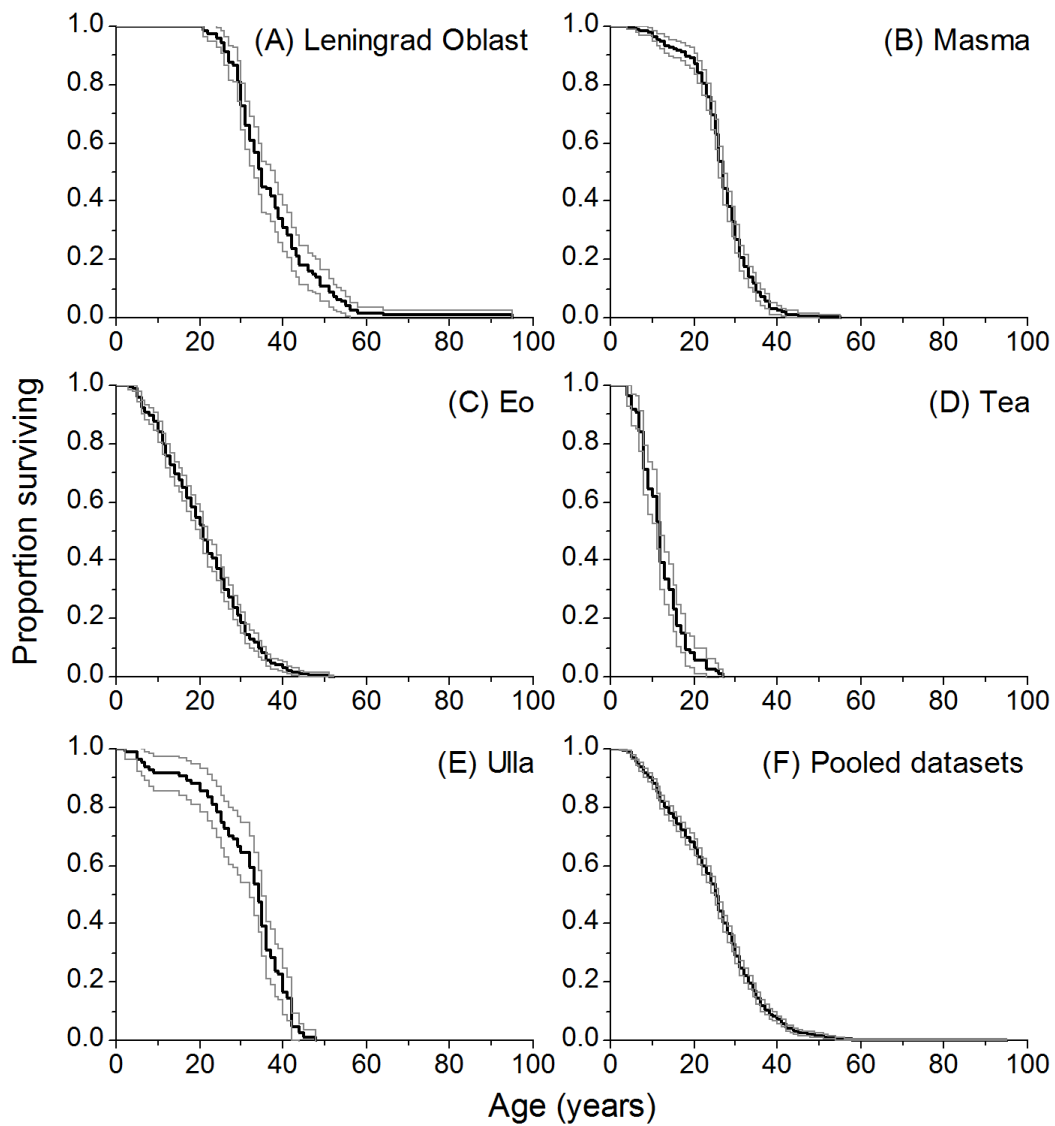 (A) Leningrad Oblast
1.0
0.8
0.6
0.4
0.2
0.0
0 20 40 60 80 100
(B) Masma
1.0
0.8
0.6
0.4
0.2
0.0
0 20 40 60 80 100
(C) Eo
1.0
0.8
0.6
0.4
0.2
0.0
0 20 40 60 80 100
(D) Tea
1.0
0.8
0.6
0.4
0.2
0.0
0 20 40 60 80 100
(E) Ulla
1.0
0.8
0.6
0.4
0.2
0.0
0 20 40 60 80 100
(F) Pooled datasets
1.0
0.8
0.6
0.4
0.2
0.0
0 20 40 60 80 100
Proportion surviving
Age (years)